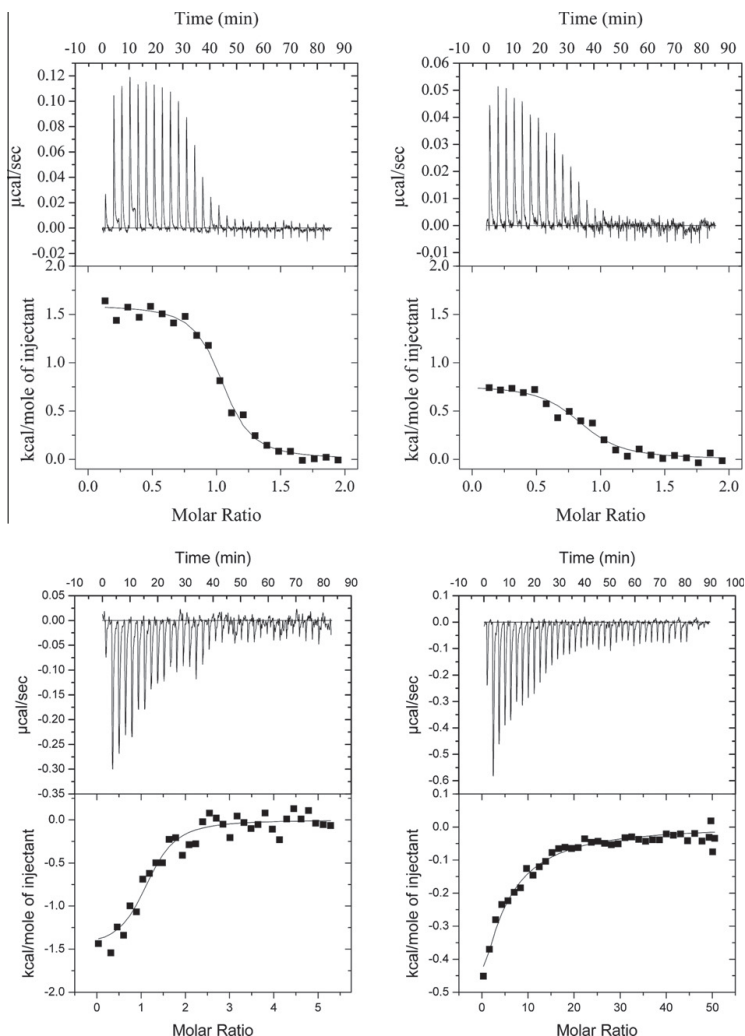 Time (min)
-10 0 10 20 30 40 50 60 70 80 90
0.12
0.10
0.08
0.06
0.04
0.02
0.00
-0.02
µcal/sec
2.0
1.5
1.0
0.5
0.0
kcal/mole of injectant
0.0 0.5 1.0 1.5 2.0
Molar Ratio
Time (min)
-10 0 10 20 30 40 50 60 70 80 90
0.06
0.05
0.04
0.03
0.02
0.01
0.00
-0,01
µcal/sec
2.0
1.5
1.0
0.5
0.0
kcal/mole of injectant
0.0 0.5 1.0 1.5 2.0
Molar Ratio
Time (min)
-10 0 10 20 30 40 50 60 70 80 90
0.05
0.00
-0.05
-0.10
-0.15
-0.20
-0.25
-0.30
-0.35
µcal/sec
0.0
-0.5
-1.0
-1.5
-2.0
kcal/mole of injectant
0 1 2 3 4 5
Molar Ratio
Time (min)
-10 0 10 20 30 40 50 60 70 80 90 100
0.1
0.0
-0.1
-0.2
-0.3
-0.4
-0.5
-0.6
µcal/sec
0.1
0.0
-0.1
-0.2
-0.3
-0.4
-0.5
kcal/mole of injectant
0 10 20 30 40 50
Molar Ratio